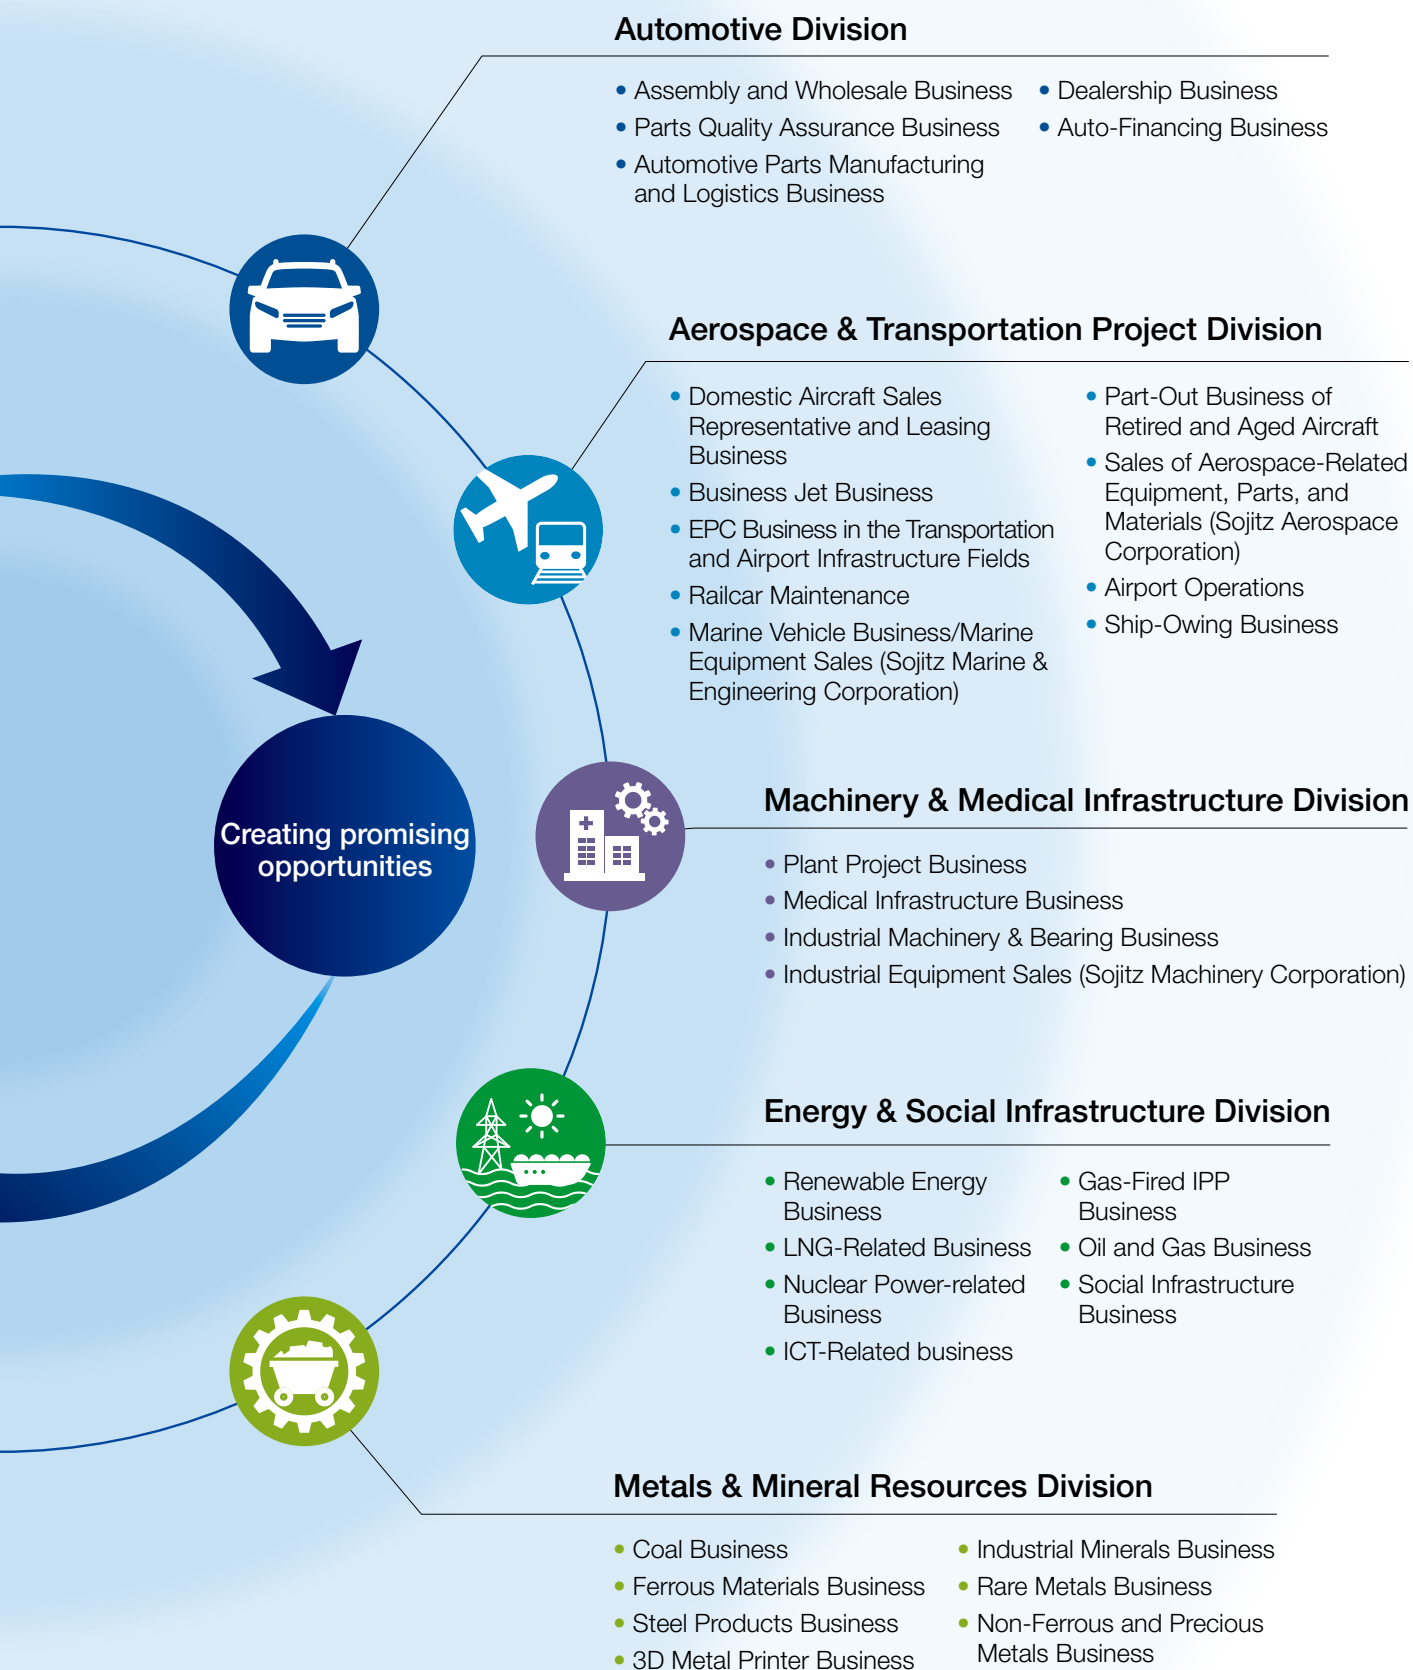 Automotive Division
• Assembly and Wholesale Business
• Parts Quality Assurance Business
• Automotive Parts Manufacturing
and Logistics Business
• Dealership Business
• Auto-Financing Business
Aerospace & Transportation Project Division
• Domestic Aircraft Sales
Representative and Leasing
Business
• Business Jet Business
• EPC Business in the Transportation
and Airport Infrastructure Fields
• Railcar Maintenance
• Marine Vehicle Business/Marine
Equipment Sales (Sojitz Marine &
Engineering Corporation)
• Part-Out Business of
Retired and Aged Aircraft
• Sales of Aerospace-Related
Equipment, Parts, and
Materials (Sojitz Aerospace
Corporation)
• Airport Operations
• Ship-Owing Business
Creating promising
opportunities
Machinery & Medical Infrastructure Division
• Plant Project Business
• Medical Infrastructure Business
• Industrial Machinery & Bearing Business
• Industrial Equipment Sales (Sojitz Machinery Corporation)
Energy & Social Infrastructure Division
• Renewable Energy
Business
• LNG-Related Business
• Nuclear Power-related
Business
• ICT-Related business
• Gas-Fired IPP
Business
• Oil and Gas Business
• Social Infrastructure
Business
Metals & Mineral Resources Division
• Coal Business
• Ferrous Materials Business
• Steel Products Business
• 3D Metal Printer Business
• Industrial Minerals Business
• Rare Metals Business
• Non-Ferrous and Precious
Metals Business